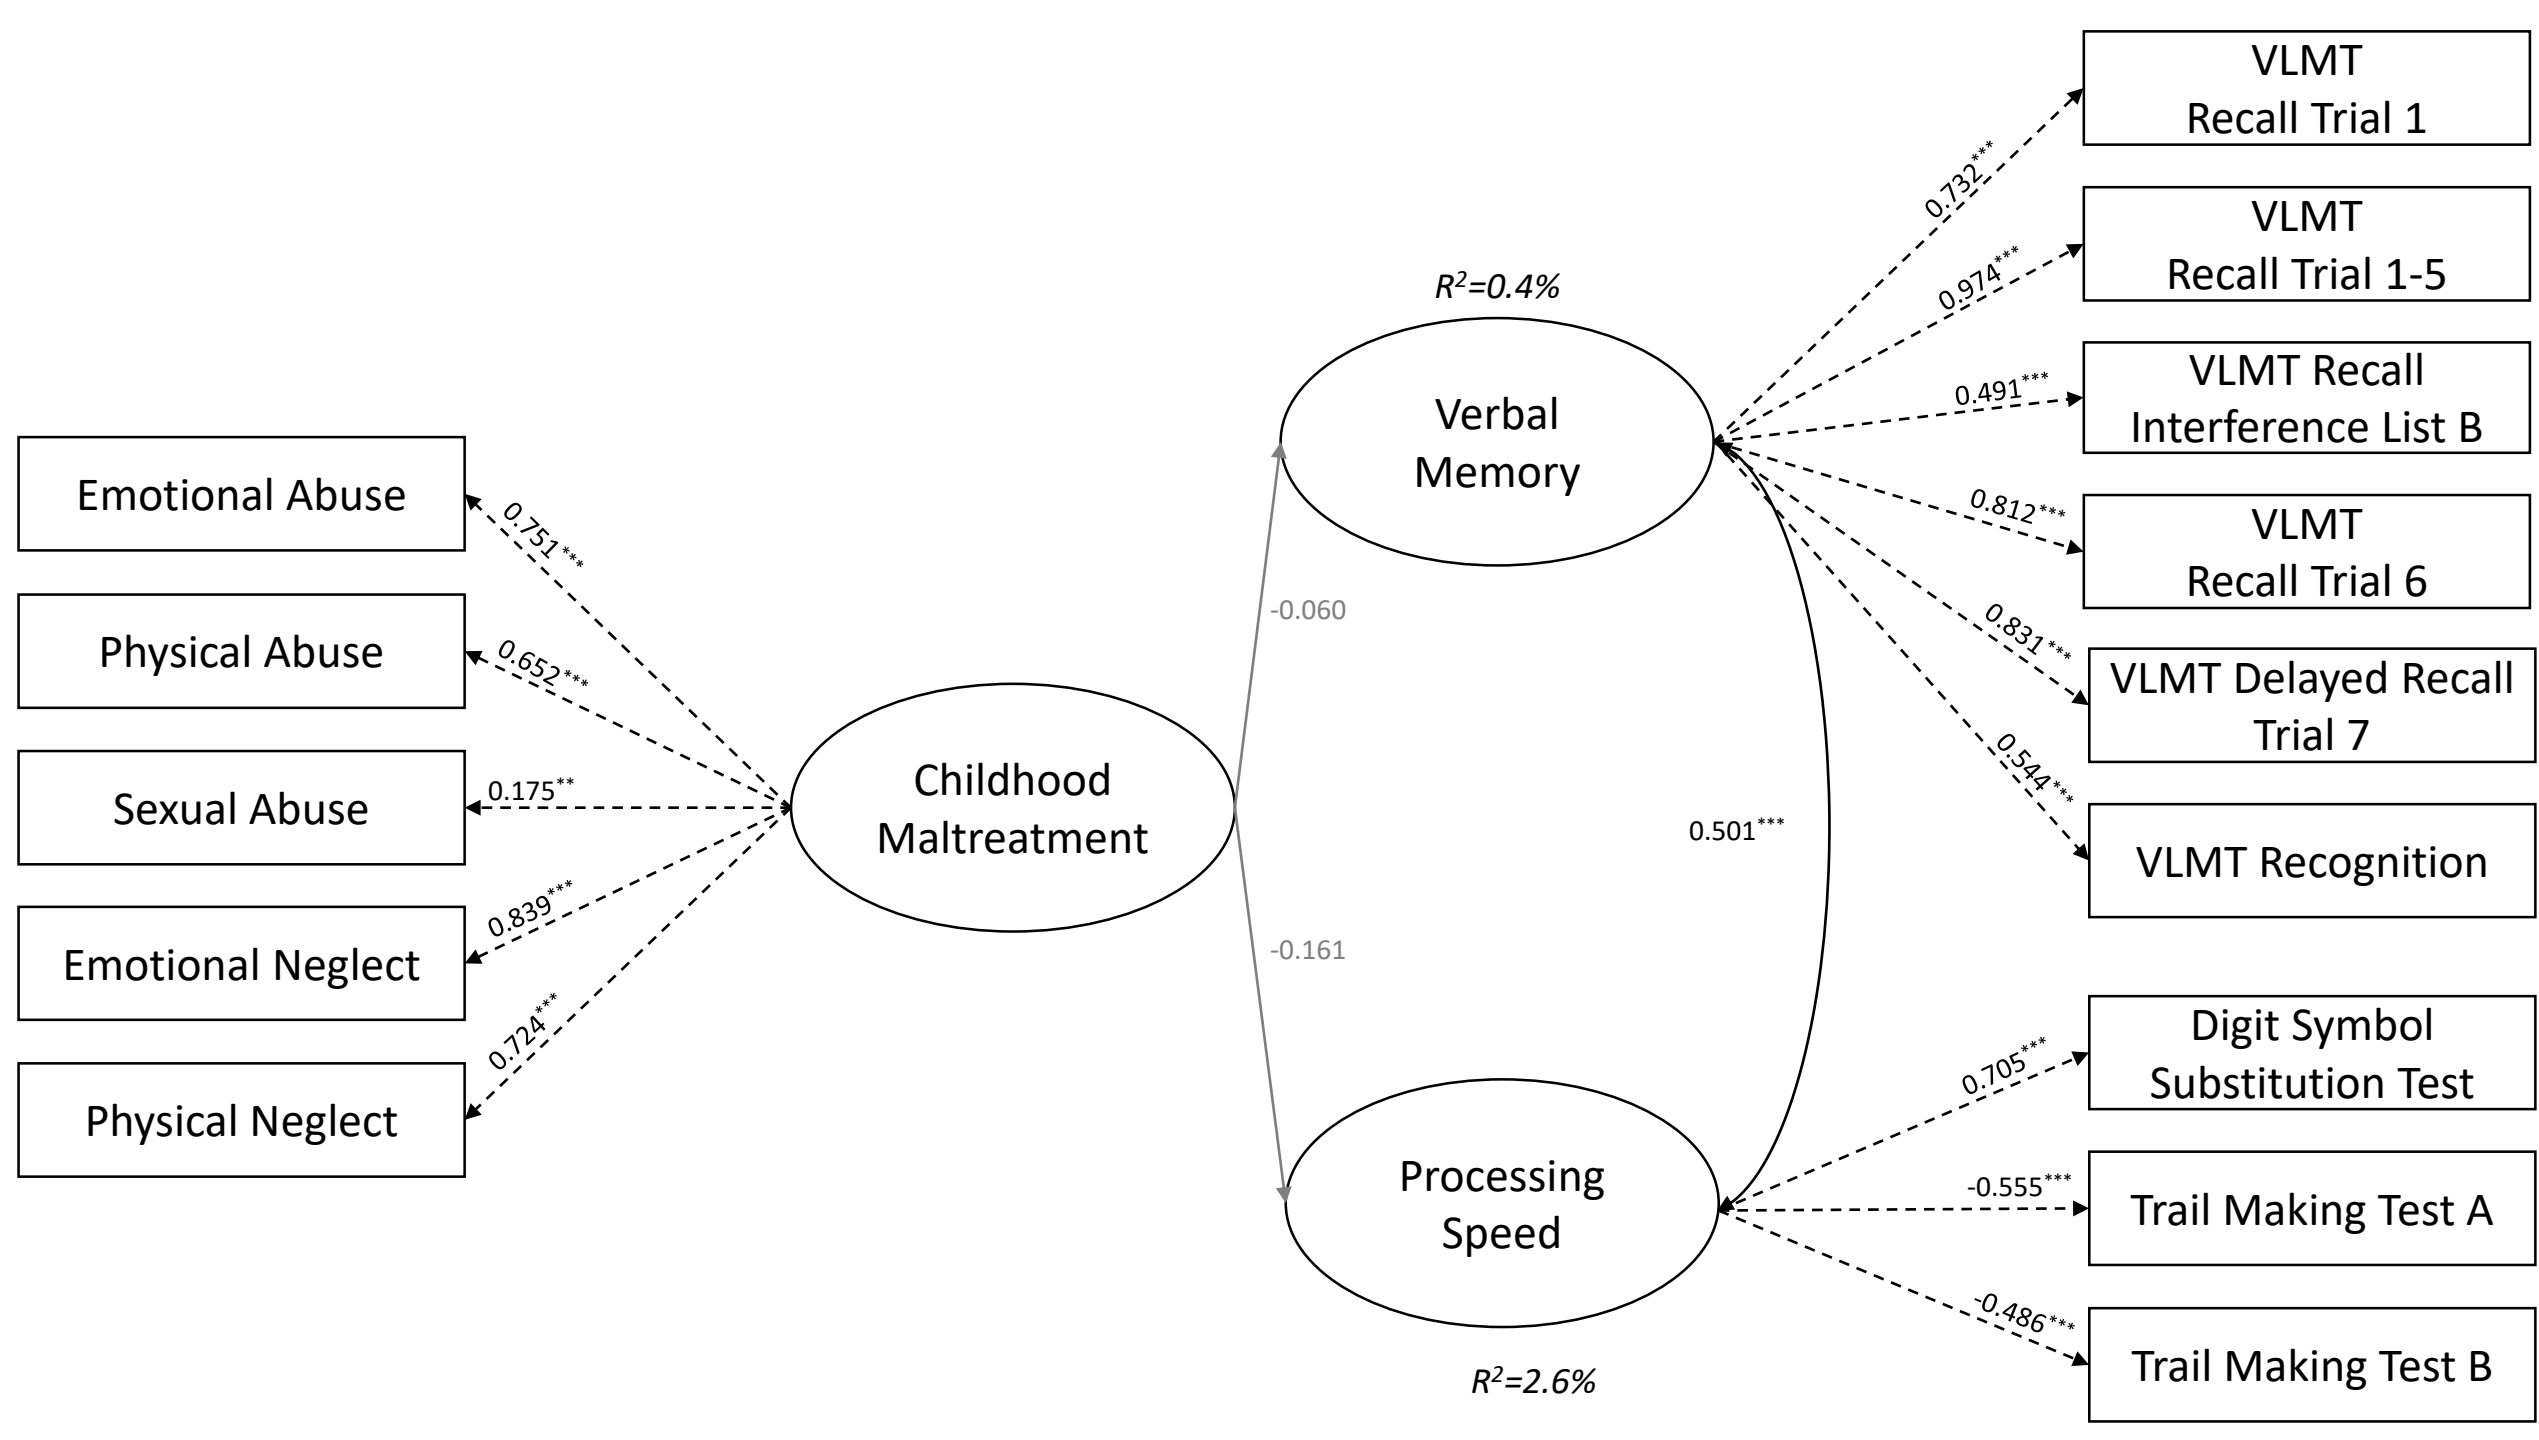 Emotional Abuse
Physical Abuse
Sexual Abuse
Emotional Neglect
Physical Neglect
0.751***
0.652***
0.175**
0.839***
0.724***
Childhood
Maltreatment
-0.060
-0.161
R²=0.4%
Verbal
Memory
Processing
Speed
R²=2.6%
0.501***
0.732***
0.974***
0.491***
0.812***
0.831***
0.544***
0.705***
-0.555***
-0.486***
VLMT
Recall Trial 1
VLMT
Recall Trial 1-5
VLMT Recall
Interference List B
VLMT
Recall Trial 6
VLMT Delayed Recall
Trial 7
VLMT Recognition
Digit Symbol
Substitution Test
Trail Making Test A
Trail Making Test B